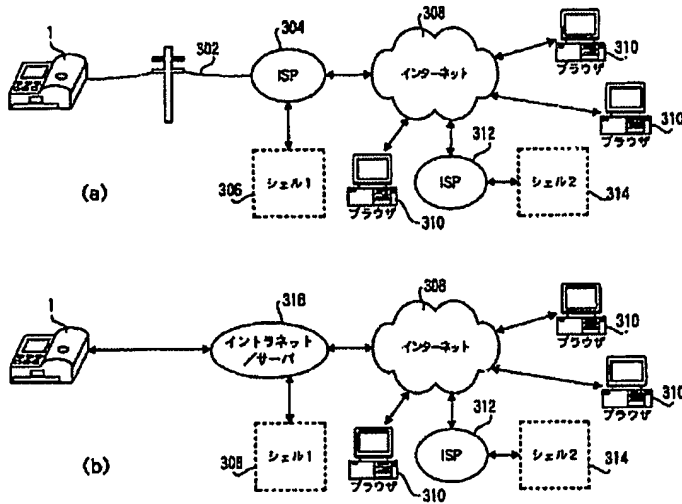 1
302
304
ISP
308
インターネット
310
ブラウザ
310
ブラウザ
312
ISP
シェル1
306
ブラウザ
310
シェル2
314
(a)
1
318
イントラネット
/サーバ
308
インターネット
310
ブラウザ
310
ブラウザ
312
ISP
シェル1
308
ブラウザ
310
シェル2
314
(b)